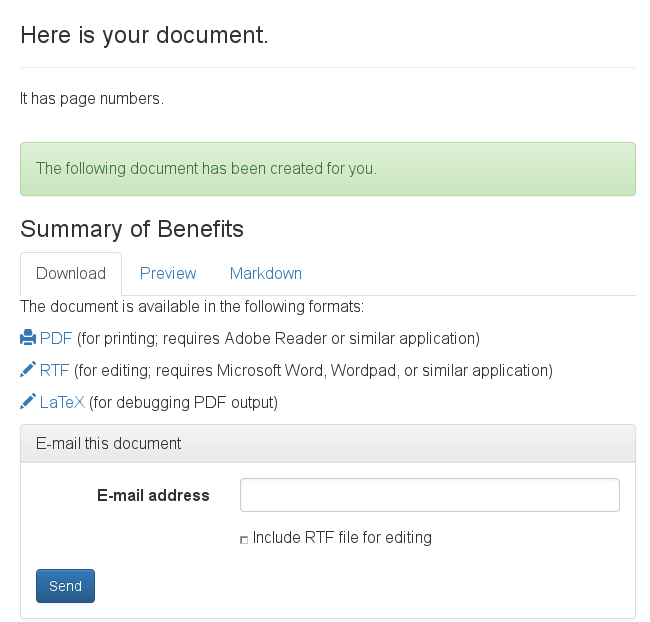 Here is your document.
It has page numbers.
The following document has been created for you.
Summary of Benefits
Download Preview Markdown
The document is available in the following formats:
PDF (for printing; requires Adobe Reader or similar application)
RTF (for editing; requires Microsoft Word, Wordpad, or similar application)
LaTeX (for debugging PDF output)
E-mail this document
E-mail address
Include RTF file for editing
Send